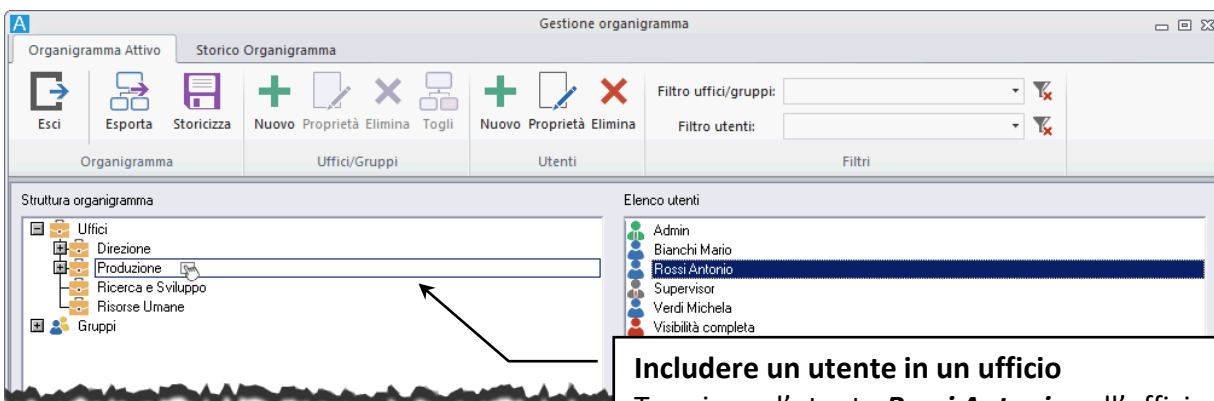 A
Gestione organigramma
Organigramma Attivo Storico Organigramma
Esci Esporta Storicizza Nuovo Proprietà Elimina Togli Nuovo Proprietà Elimina
Filtro uffici/gruppi:
Filtro utenti:
Organigramma Uffici/Gruppi Utenti Filtri
Struttura organigramma
Uffici
Direzione
Produzione
Ricerca e Sviluppo
Risorse Umane
Gruppi
Elenco utenti
Admin
Bianchi Mario
Rossi Antonio
Supervisor
Verdi Michela
Visibilità completa
Includere un utente in un ufficio